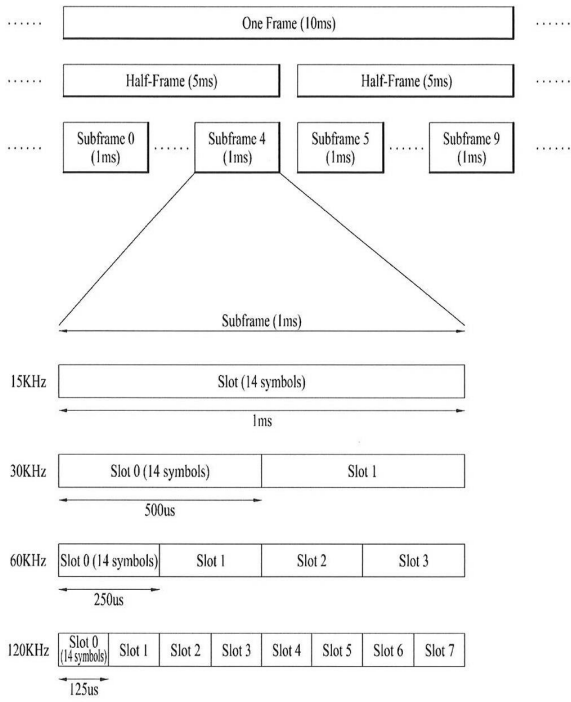 ...... One Frame (10ms) ......
...... Half-Frame (5ms) Half-Frame (5ms) ......
Subframe 0 Subframe 4 Subframe 5 Subframe 9
...... (1ms) ...... (1ms) (1ms) ...... (1ms) ......
Subframe (1ms)
15KHz Slot (14 symbols)
1ms
30KHz Slot 0 (14 symbols) Slot 1
500us
60KHz Slot 0 (14 symbols) Slot 1 Slot 2 Slot 3
250us
120KHz Slot 0 (14 symbols) Slot 1 Slot 2 Slot 3 Slot 4 Slot 5 Slot 6 Slot 7
125us